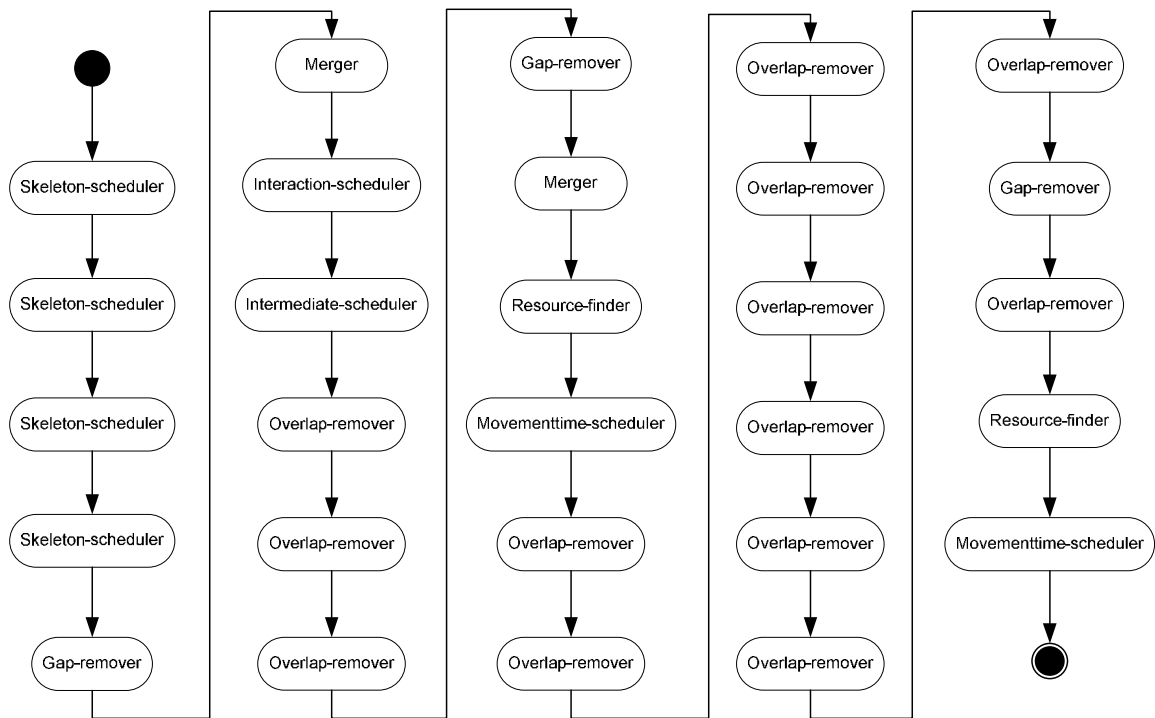 Skeleton-scheduler
Skeleton-scheduler
Skeleton-scheduler
Skeleton-scheduler
Gap-remover
Merger
Interaction-scheduler
Intermediate-scheduler
Overlap-remover
Overlap-remover
Overlap-remover
Gap-remover
Merger
Resource-finder
Movementtime-scheduler
Overlap-remover
Overlap-remover
Overlap-remover
Overlap-remover
Overlap-remover
Overlap-remover
Overlap-remover
Overlap-remover
Overlap-remover
Gap-remover
Overlap-remover
Resource-finder
Movementtime-scheduler